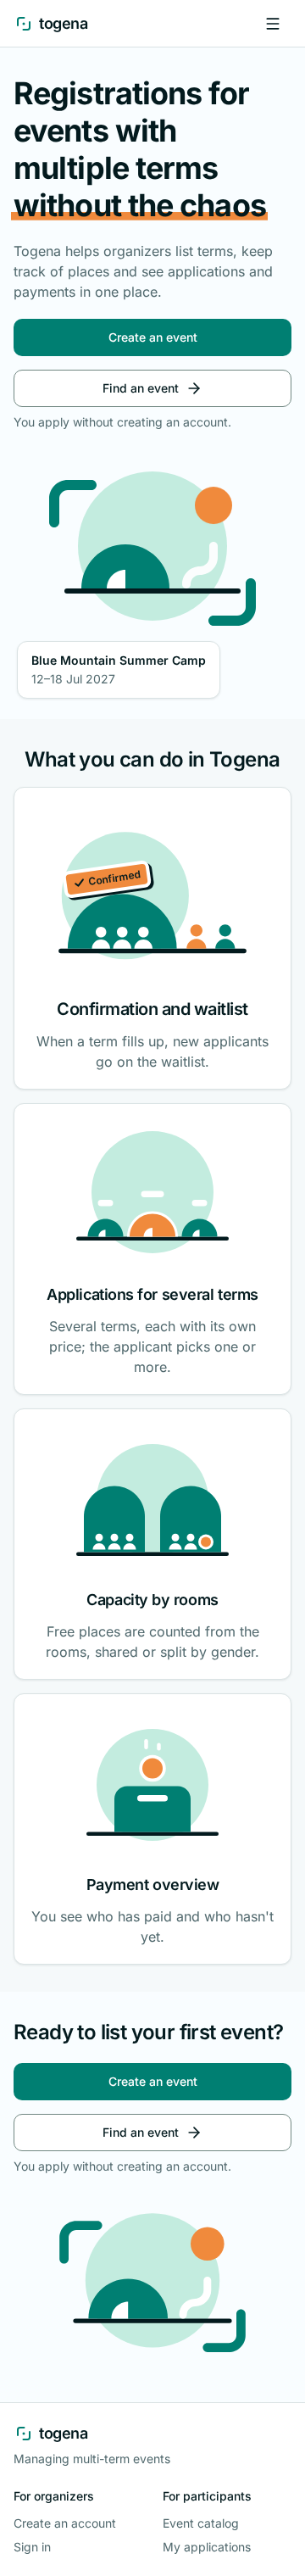 togena
Registrations for
events with
multiple terms
without the chaos
Togena helps organizers list terms, keep
track of places and see applications and
payments in one place.
Create an event
Find an event
You apply without creating an account.
Blue Mountain Summer Camp
12–18 Jul 2027
What you can do in Togena
Confirmed
Confirmation and waitlist
When a term fills up, new applicants
go on the waitlist.
Applications for several terms
Several terms, each with its own
price; the applicant picks one or
more.
Capacity by rooms
Free places are counted from the
rooms, shared or split by gender.
Payment overview
You see who has paid and who hasn't
yet.
Ready to list your first event?
Create an event
Find an event
You apply without creating an account.
togena
Managing multi-term events
For organizers
Create an account
Sign in
For participants
Event catalog
My applications